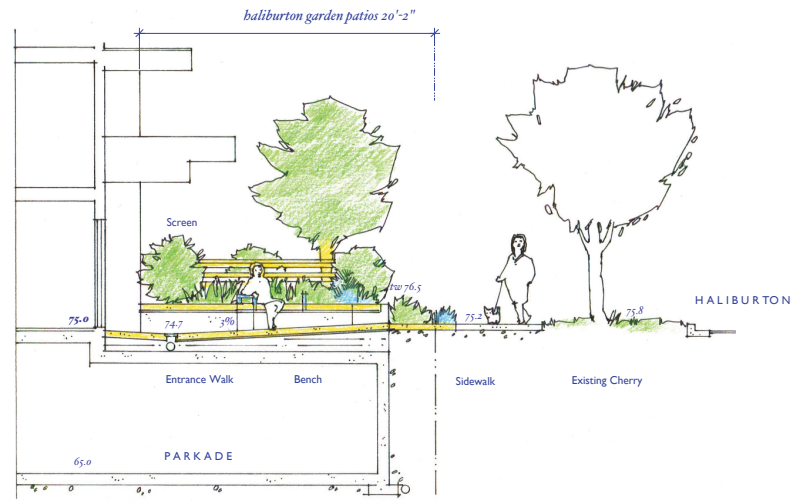 haliburton garden patios 20'-2"
Screen
tw 76.5
75.0
74.7
3%
75.2
75.8
HALIBURTON
Entrance Walk
Bench
Sidewalk
Existing Cherry
PARKADE
65.0